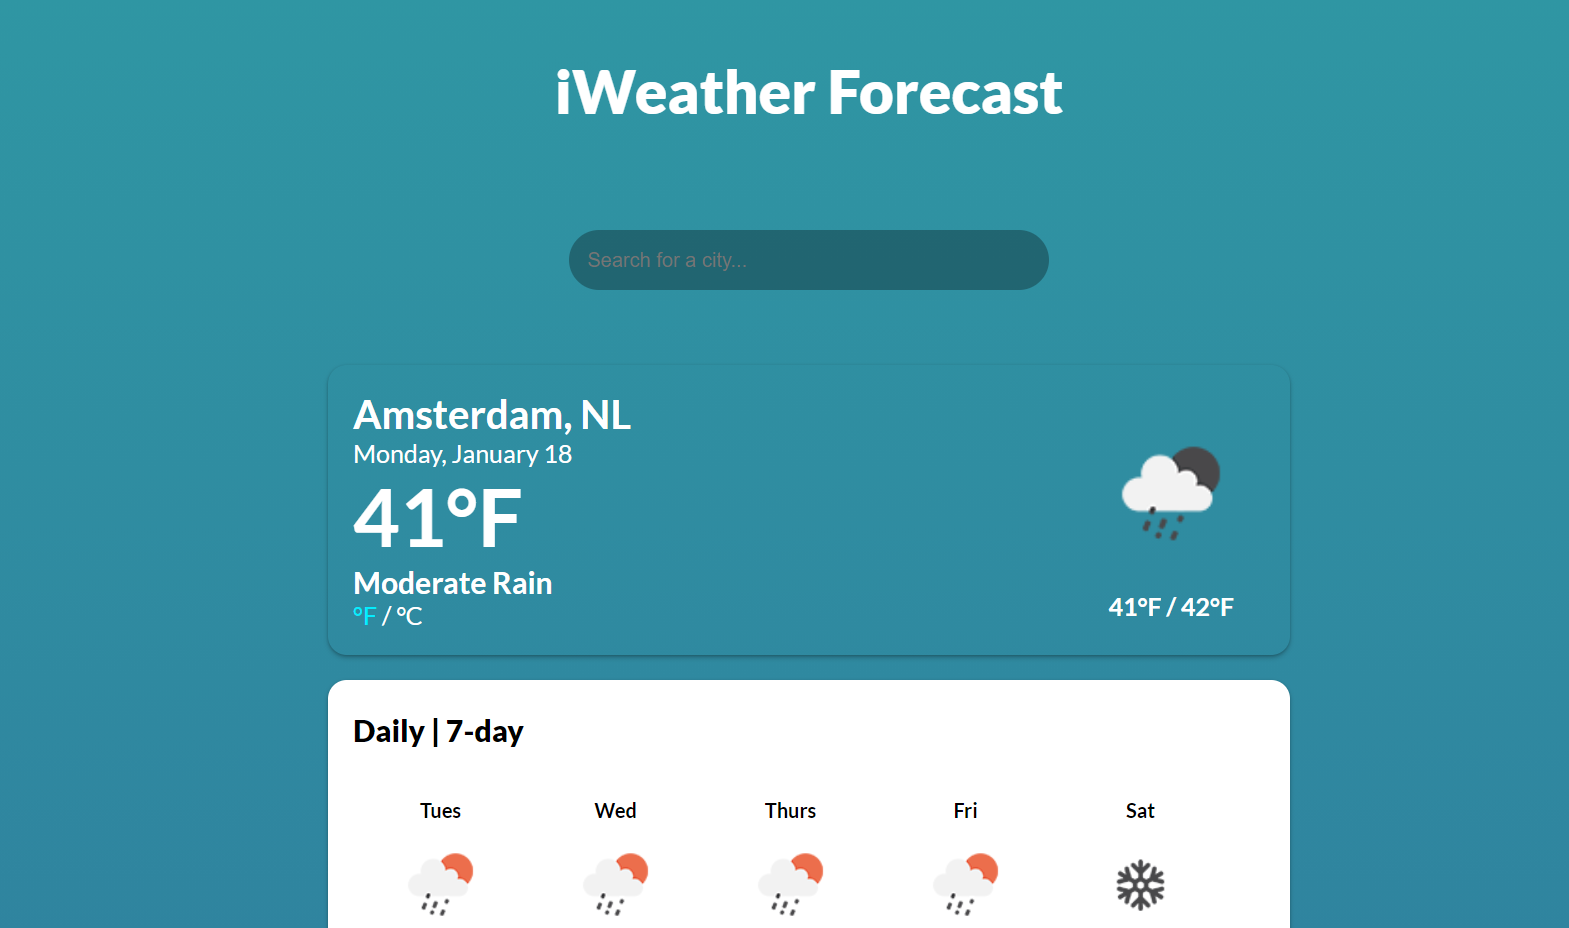 iWeather Forecast
Search for a city...
Amsterdam, NL
Monday, January 18
41°F
Moderate Rain
°F / °C
41°F / 42°F
Daily | 7-day
Tues Wed Thurs Fri Sat